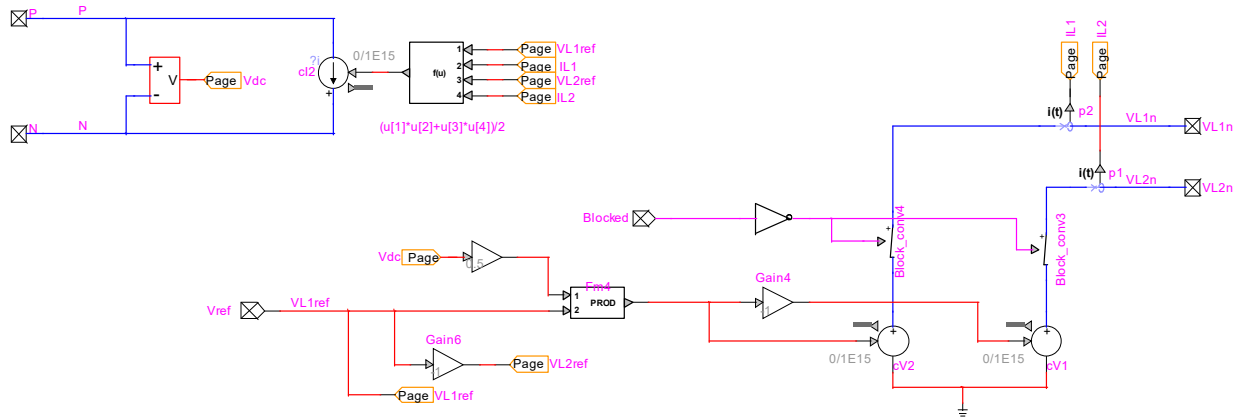 P P
N N
+
-
V
Page Vdc
?i
cI2
+
0/1E15
f(u)
1 Page VL1ref
2 Page IL1
3 Page VL2ref
4 Page IL2
(u[1]*u[2]+u[3]*u[4])/2
IL1
IL2
Page
Page
i(t) p2
VL1n VL1n
i(t) p1
VL2n VL2n
Blocked
+
Block_conv4
+
Block_conv3
Vdc Page
0.5
Fm4
1
2
PROD
Gain4
-1
Vref VL1ref
Gain6
-1
Page VL2ref
Page VL1ref
+
0/1E15
cV2
+
0/1E15
cV1